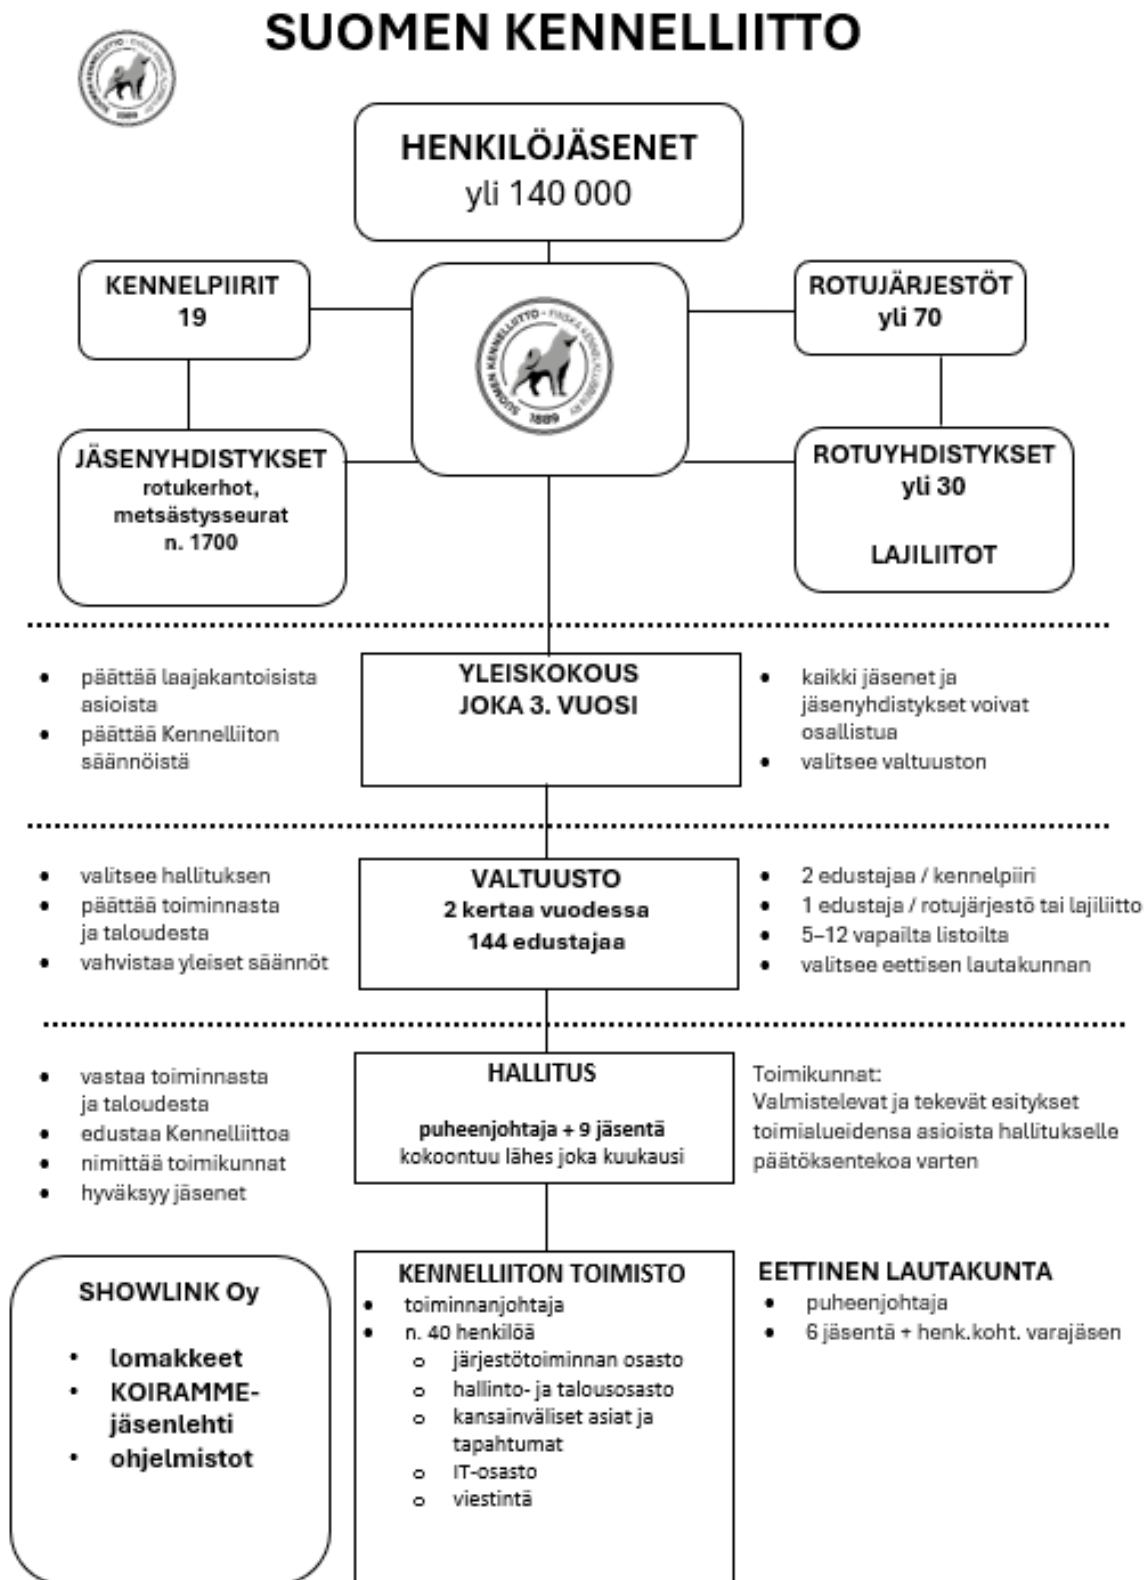 SUOMEN KENNELLIITTO
HENKILÖJÄSENET
yli 140 000
KENNELPIIRIT
19
SUOMEN KENNELLIITTO - FINSKA KENNELKLUBBEN RY
1889
ROTUJÄRJESTÖT
yli 70
JÄSENYHDISTYKSET
rotukerhot,
metsästysseurat
n. 1700
ROTUYHDISTYKSET
yli 30
LAJILIITOT
• päättää laajakantoisista
asioista
• päättää Kennelliiton
säännöistä
YLEISKOKOUS
JOKA 3. VUOSI
• kaikki jäsenet ja
jäsenyhdistykset voivat
osallistua
• valitsee valtuuston
• valitsee hallituksen
• päättää toiminnasta
ja taloudesta
• vahvistaa yleiset säännöt
VALTUUSTO
2 kertaa vuodessa
144 edustajaa
• 2 edustajaa / kennelpiiri
• 1 edustaja / rotujärjestö tai lajiliitto
• 5–12 vapailta listoilta
• valitsee eettisen lautakunnan
• vastaa toiminnasta
ja taloudesta
• edustaa Kennelliittoa
• nimittää toimikunnat
• hyväksyy jäsenet
HALLITUS
puheenjohtaja + 9 jäsentä
kokoontuu lähes joka kuukausi
Toimikunnat:
Valmistelevat ja tekevät esitykset
toimialueidensa asioista hallitukselle
päätöksentekoa varten
SHOWLINK Oy
• lomakkeet
• KOIRAMME-
jäsenlehti
• ohjelmistot
KENNELLIITON TOIMISTO
• toiminnanjohtaja
• n. 40 henkilöä
o järjestötoiminnan osasto
o hallinto- ja talousosasto
o kansainväliset asiat ja
tapahtumat
o IT-osasto
o viestintä
EETTINEN LAUTAKUNTA
• puheenjohtaja
• 6 jäsentä + henk.koht. varajäsen